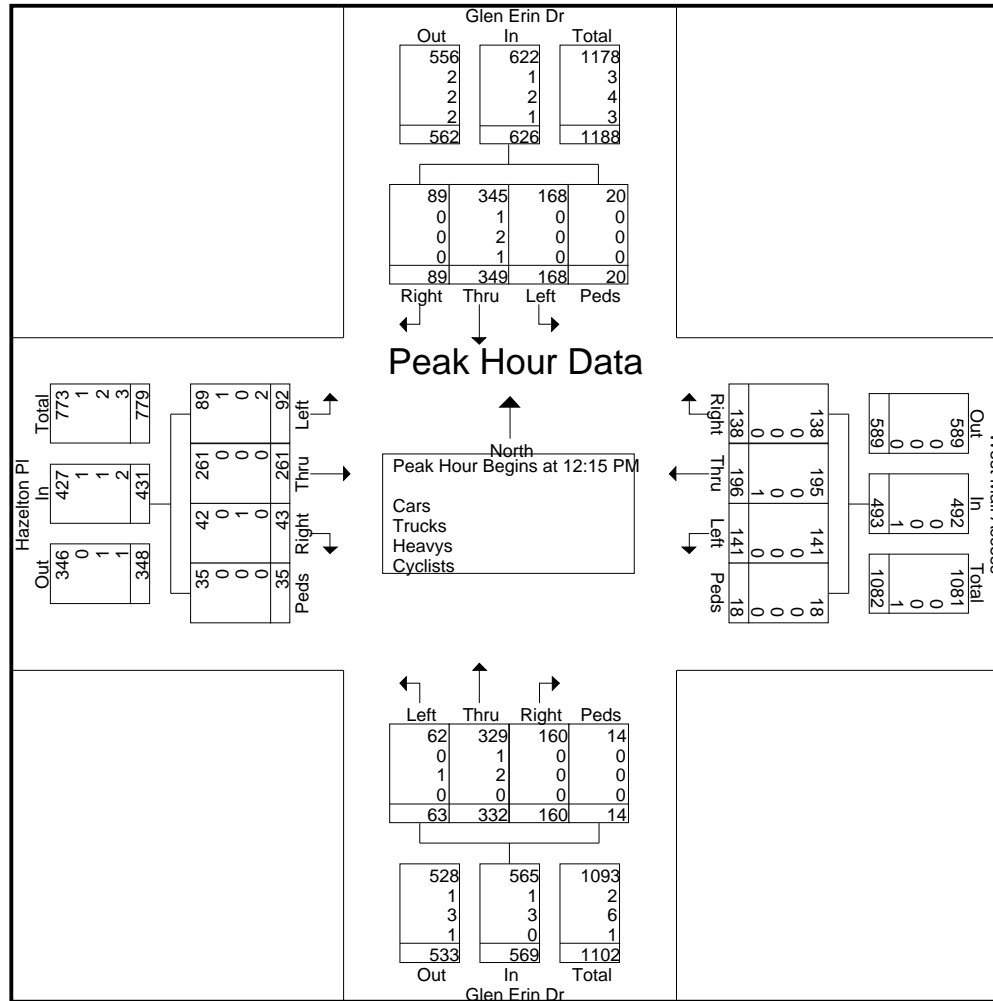 Glen Erin Dr
Out In Total
556 622 1178
2 1 3
2 2 4
2 1 3
562 626 1188
89 345 168 20
0 1 0 0
0 2 0 0
0 1 0 0
89 349 168 20
Right Thru Left Peds
Peak Hour Data
Hazelton Pl
Total
773 1 2 3 779
In
427 1 1 2 431
Out
346 0 1 1 348
89 1 0 2 92
Left
261 0 0 0 261
Thru
42 0 1 0 43
Right
35 0 0 0 35
Peds
North
Peak Hour Begins at 12:15 PM
Cars
Trucks
Heavys
Cyclists
Right
138 0 0 0 138
Thru
195 0 0 1 196
Left
141 0 0 0 141
Peds
18 0 0 0 18
Out
589 0 0 0 589
In
492 0 0 1 493
Total
1081 0 0 1 1082
Left Thru Right Peds
62 329 160 14
0 1 0 0
1 2 0 0
0 0 0 0
63 332 160 14
528 565 1093
1 1 2
3 3 6
1 0 1
533 569 1102
Out In Total
Glen Erin Dr